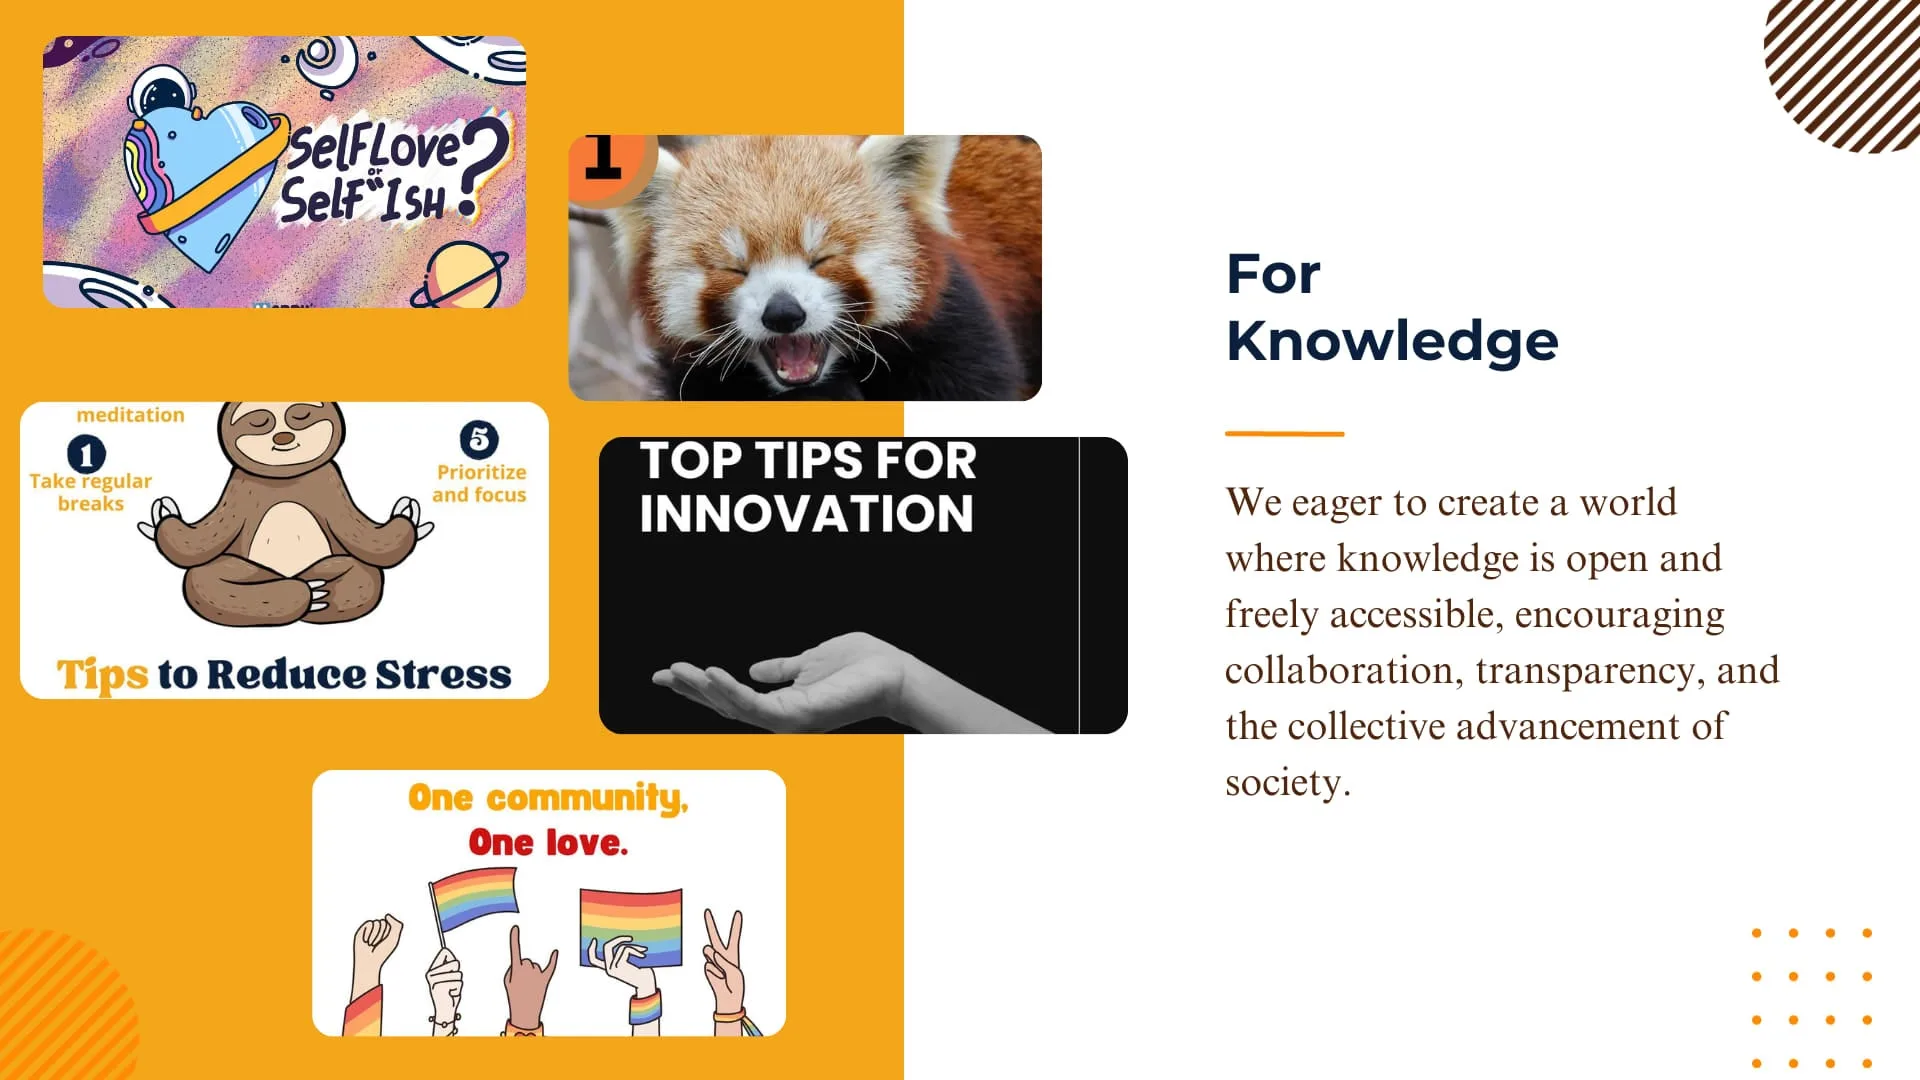 SelfLove
or
Self"Ish?
1
meditation
1
Take regular
breaks
5
Prioritize
and focus
Tips to Reduce Stress
TOP TIPS FOR
INNOVATION
One community,
One love.
For
Knowledge
We eager to create a world
where knowledge is open and
freely accessible, encouraging
collaboration, transparency, and
the collective advancement of
society.